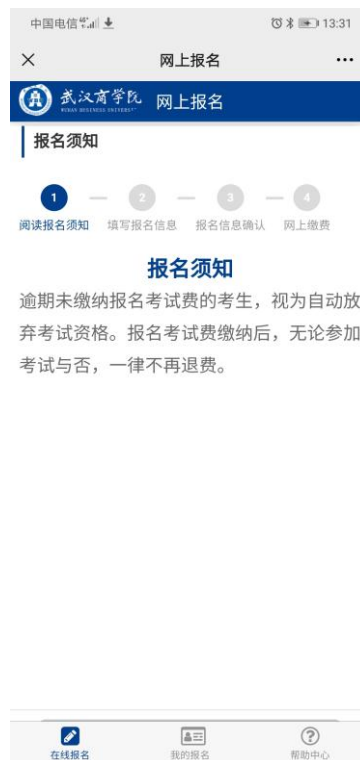 中国电信 13:31
网上报名
武汉商学院 网上报名
WUHAN BUSINESS UNIVERSITY
报名须知
1 2 3 4
阅读报名须知 填写报名信息 报名信息确认 网上缴费
报名须知
逾期未缴纳报名考试费的考生，视为自动放
弃考试资格。报名考试费缴纳后，无论参加
考试与否，一律不再退费。
在线报名 我的报名 帮助中心